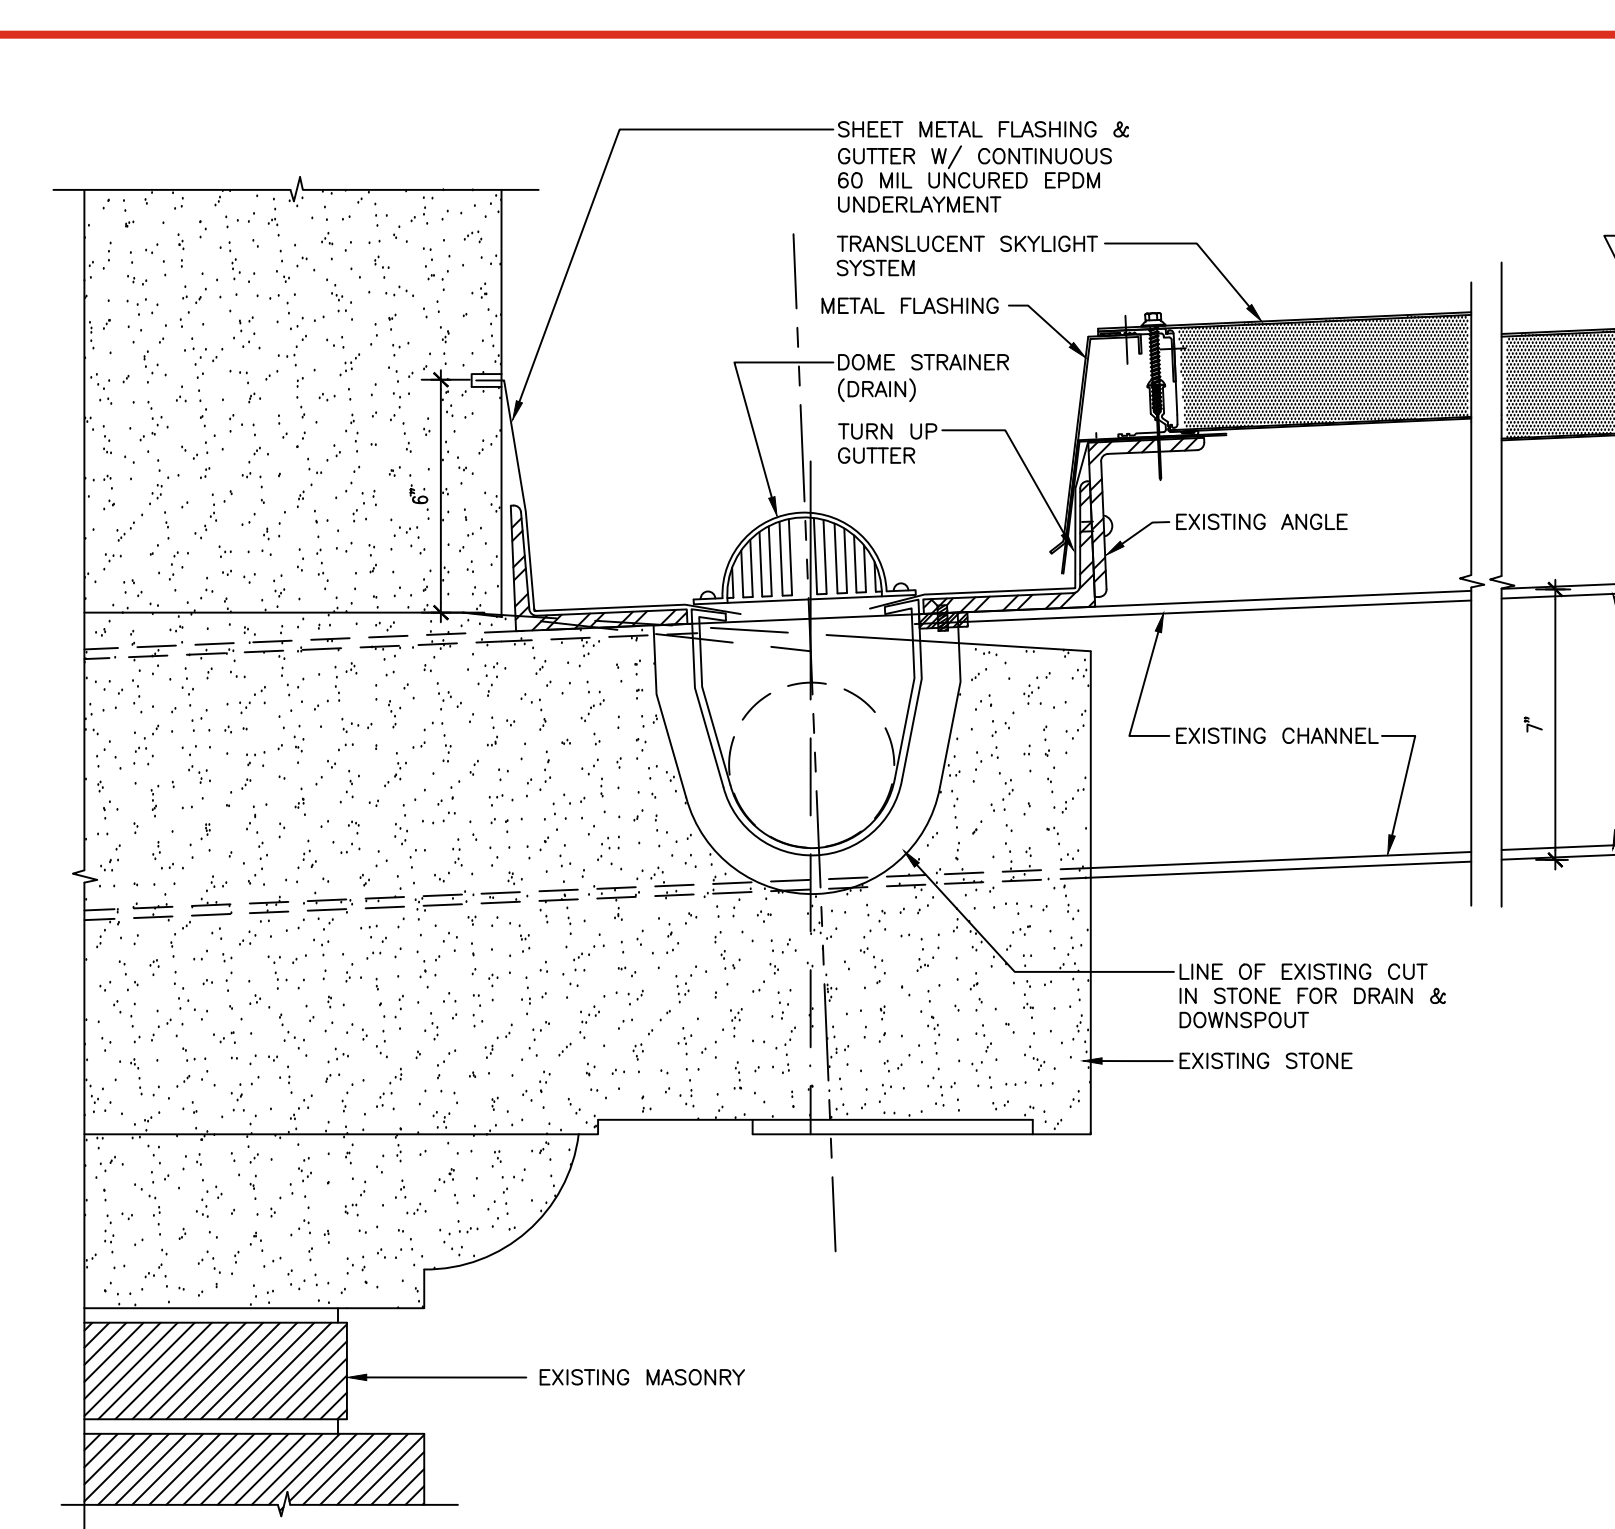 SHEET METAL FLASHING &
GUTTER W/ CONTINUOUS
60 MIL UNCURED EPDM
UNDERLAYMENT
TRANSLUCENT SKYLIGHT
SYSTEM
METAL FLASHING
DOME STRAINER
(DRAIN)
TURN UP
GUTTER
6"
EXISTING ANGLE
7"
EXISTING CHANNEL
LINE OF EXISTING CUT
IN STONE FOR DRAIN &
DOWNSPOUT
EXISTING STONE
EXISTING MASONRY